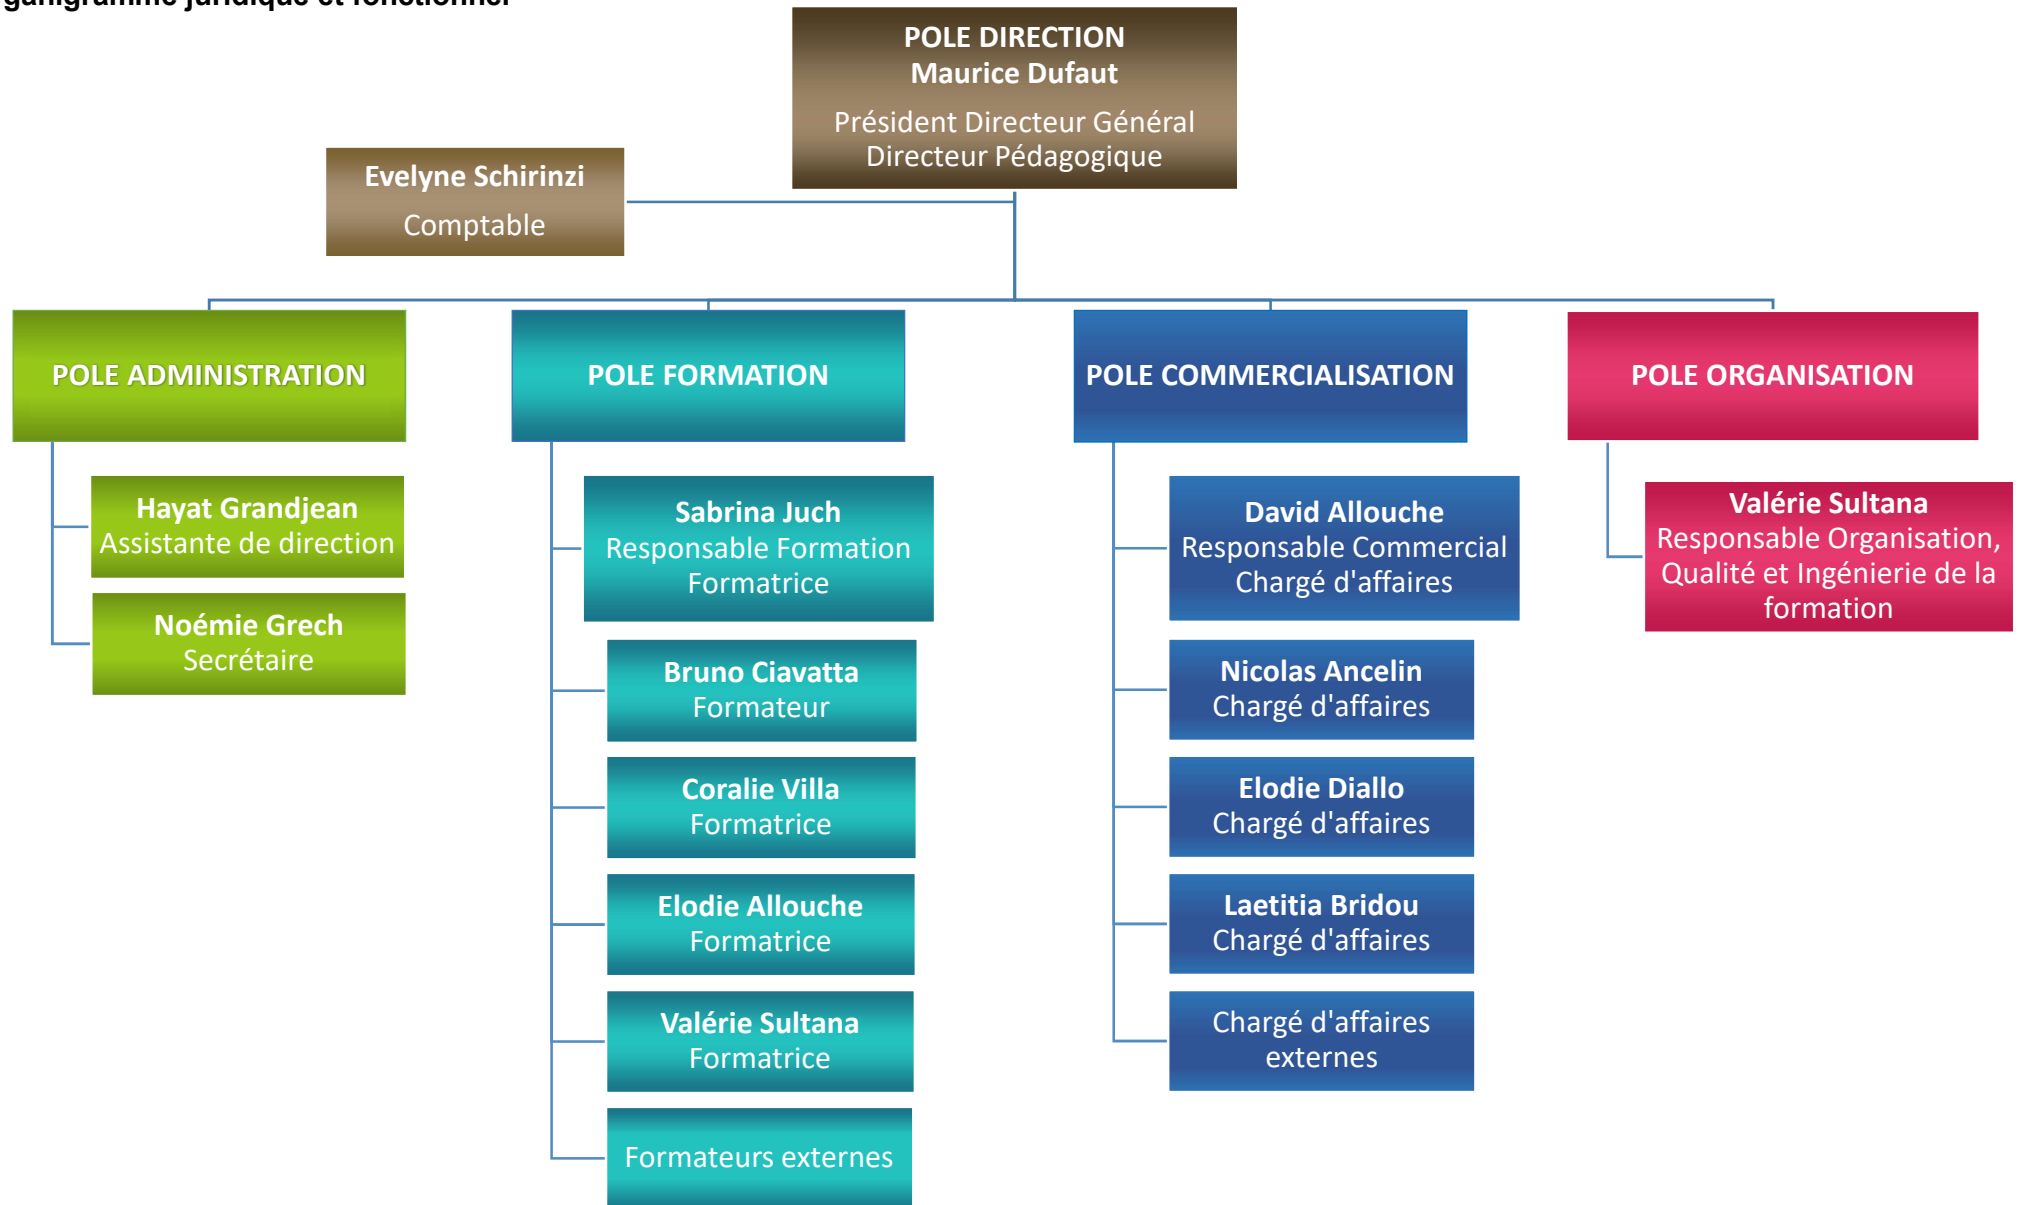 ganigramme juridique et fonctionnel
POLE DIRECTION
Maurice Dufaut
Président Directeur Général
Directeur Pédagogique
Evelyne Schirinzi
Comptable
POLE ADMINISTRATION
Hayat Grandjean
Assistante de direction
Noémie Grech
Secrétaire
POLE FORMATION
Sabrina Juch
Responsable Formation
Formatrice
Bruno Ciavatta
Formateur
Coralie Villa
Formatrice
Elodie Allouche
Formatrice
Valérie Sultana
Formatrice
Formateurs externes
POLE COMMERCIALISATION
David Allouche
Responsable Commercial
Chargé d'affaires
Nicolas Ancelin
Chargé d'affaires
Elodie Diallo
Chargé d'affaires
Laetitia Bridou
Chargé d'affaires
Chargé d'affaires
externes
POLE ORGANISATION
Valérie Sultana
Responsable Organisation,
Qualité et Ingénierie de la
formation